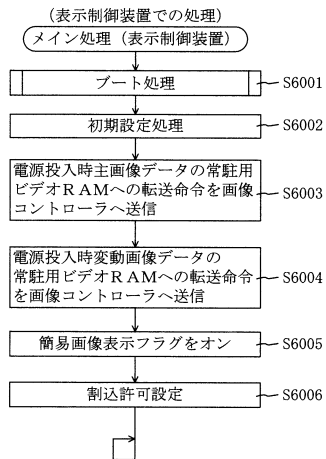 (表示制御装置での処理)
メイン処理(表示制御装置)
ブート処理
S6001
初期設定処理
S6002
電源投入時主画像データの常駐用
ビデオRAMへの転送命令を画像
コントローラへ送信
S6003
電源投入時変動画像データの
常駐用ビデオRAMへの転送命令
を画像コントローラへ送信
S6004
簡易画像表示フラグをオン
S6005
割込許可設定
S6006